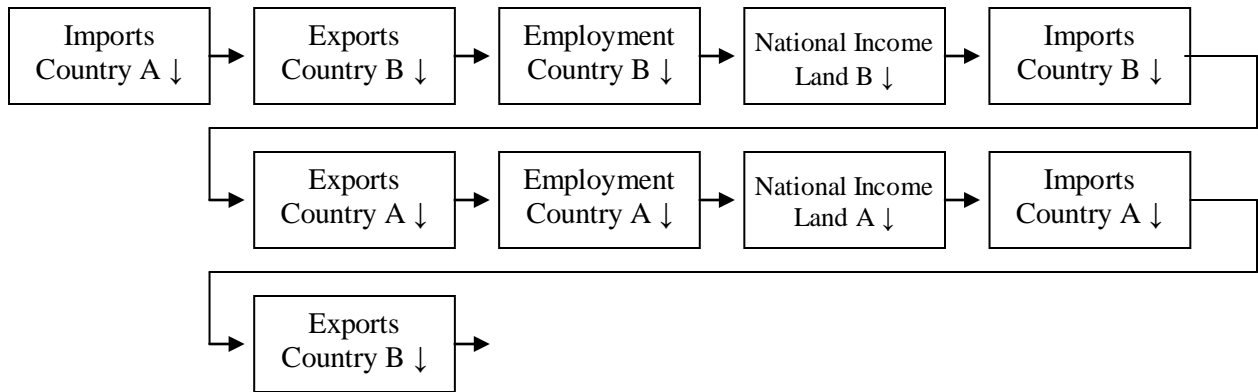 Imports
Country A ↓
Exports
Country B ↓
Employment
Country B ↓
National Income
Land B ↓
Imports
Country B ↓
Exports
Country A ↓
Employment
Country A ↓
National Income
Land A ↓
Imports
Country A ↓
Exports
Country B ↓